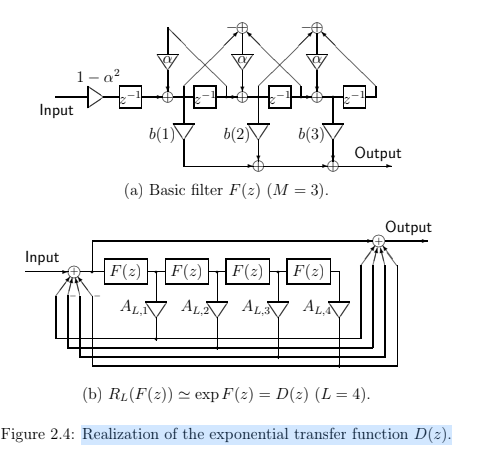 1 − α²
Input
z⁻¹
α
z⁻¹
α
z⁻¹
α
z⁻¹
b(1)
b(2)
b(3)
Output
(a) Basic filter F(z) (M = 3).
Output
Input
F(z) F(z) F(z) F(z)
A_{L,1} A_{L,2} A_{L,3} A_{L,4}
(b) R_L(F(z)) ≃ exp F(z) = D(z) (L = 4).
Figure 2.4: Realization of the exponential transfer function D(z).